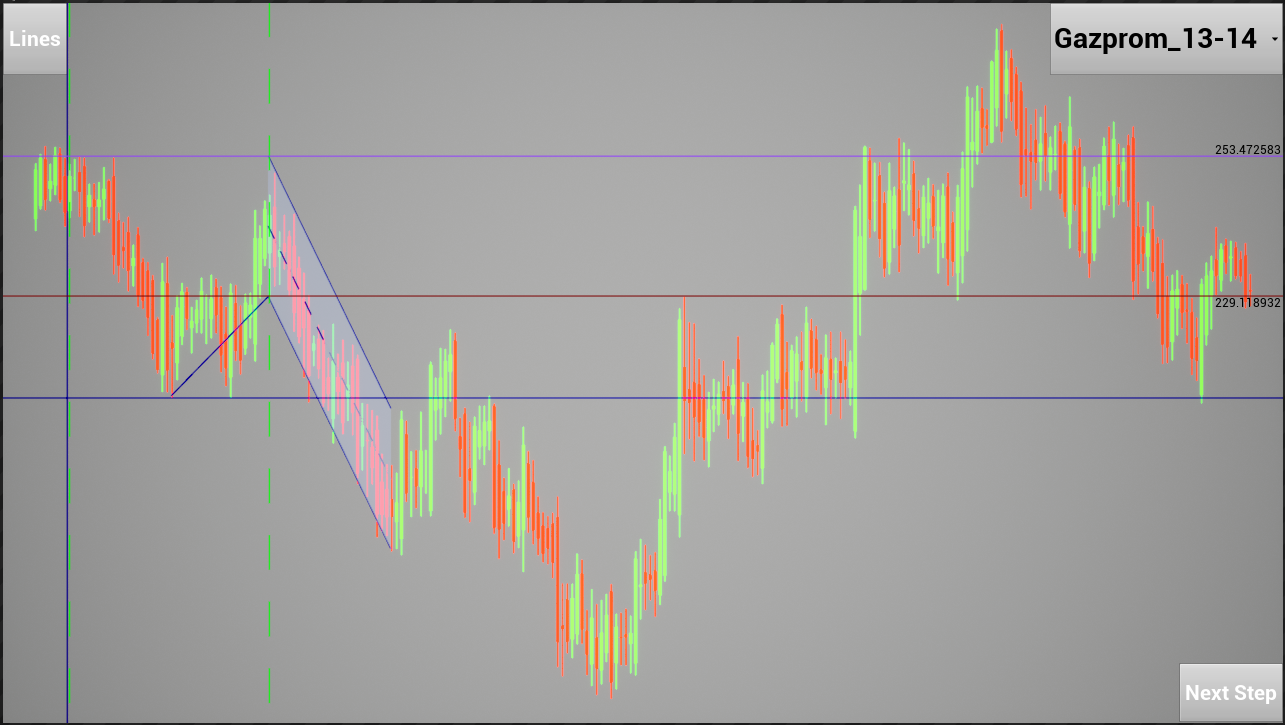 Lines
Gazprom_13-14
253.472583
229.118932
Next Step